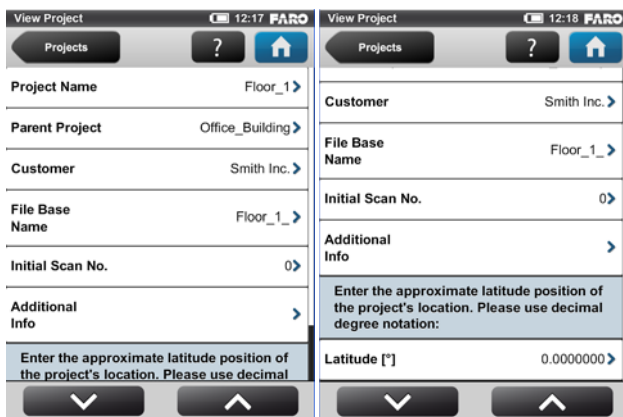 View Project 12:17 FARO
Projects ?
Project Name Floor_1
Parent Project Office_Building
Customer Smith Inc.
File Base
Name Floor_1_
Initial Scan No. 0
Additional
Info
Enter the approximate latitude position of
the project's location. Please use decimal
View Project 12:18 FARO
Projects ?
Customer Smith Inc.
File Base
Name Floor_1_
Initial Scan No. 0
Additional
Info
Enter the approximate latitude position of
the project's location. Please use decimal
degree notation:
Latitude [°] 0.0000000